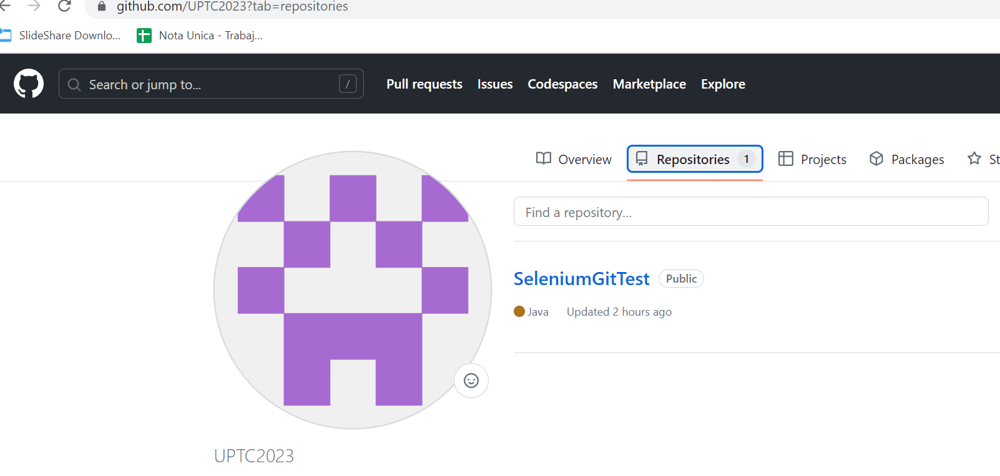 github.com/UPTC2023?tab=repositories
SlideShare Downlo... Nota Unica - Trabaj...
Search or jump to... / Pull requests Issues Codespaces Marketplace Explore
Overview Repositories 1 Projects Packages St
Find a repository...
SeleniumGitTest Public
Java Updated 2 hours ago
UPTC2023